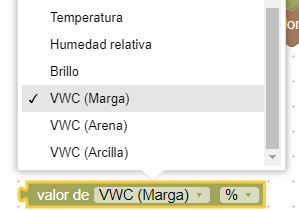 Temperatura
Humedad relativa
Brillo
✓ VWC (Marga)
VWC (Arena)
VWC (Arcilla)
valor de VWC (Marga) %